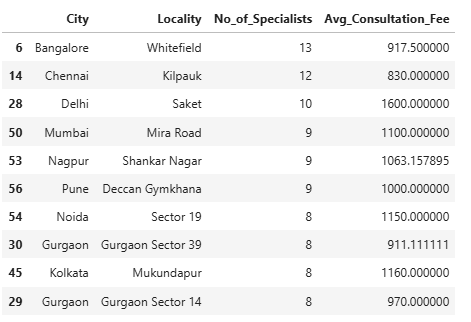 City Locality No_of_Specialists Avg_Consultation_Fee
6 Bangalore Whitefield 13 917.500000
14 Chennai Kilpauk 12 830.000000
28 Delhi Saket 10 1600.000000
50 Mumbai Mira Road 9 1100.000000
53 Nagpur Shankar Nagar 9 1063.157895
56 Pune Deccan Gymkhana 9 1000.000000
54 Noida Sector 19 8 1150.000000
30 Gurgaon Gurgaon Sector 39 8 911.111111
45 Kolkata Mukundapur 8 1160.000000
29 Gurgaon Gurgaon Sector 14 8 970.000000